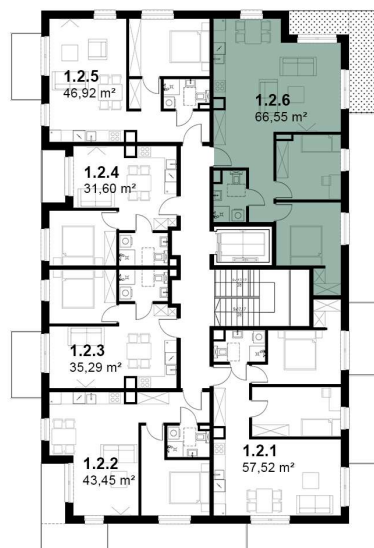 1.2.5
46,92 m²
1.2.6
66,55 m²
1.2.4
31,60 m²
1.2.3
35,29 m²
1.2.2
43,45 m²
1.2.1
57,52 m²